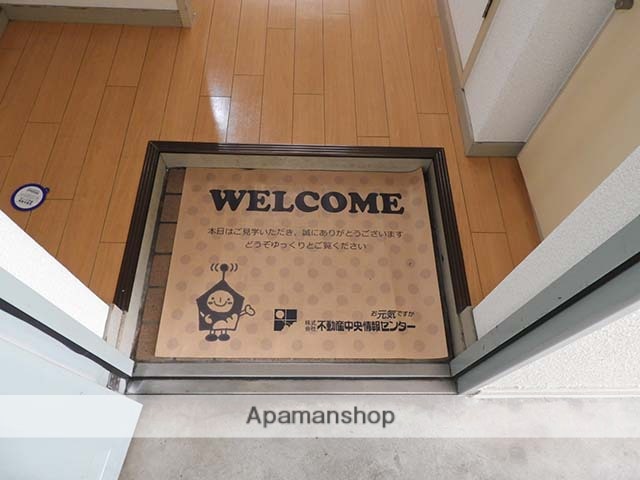 WELCOME
本日はご見学いただき、誠にありがとうございます
どうぞゆっくりとご覧ください
お元気ですか
株式会社 不動産中央情報センター
Apamanshop